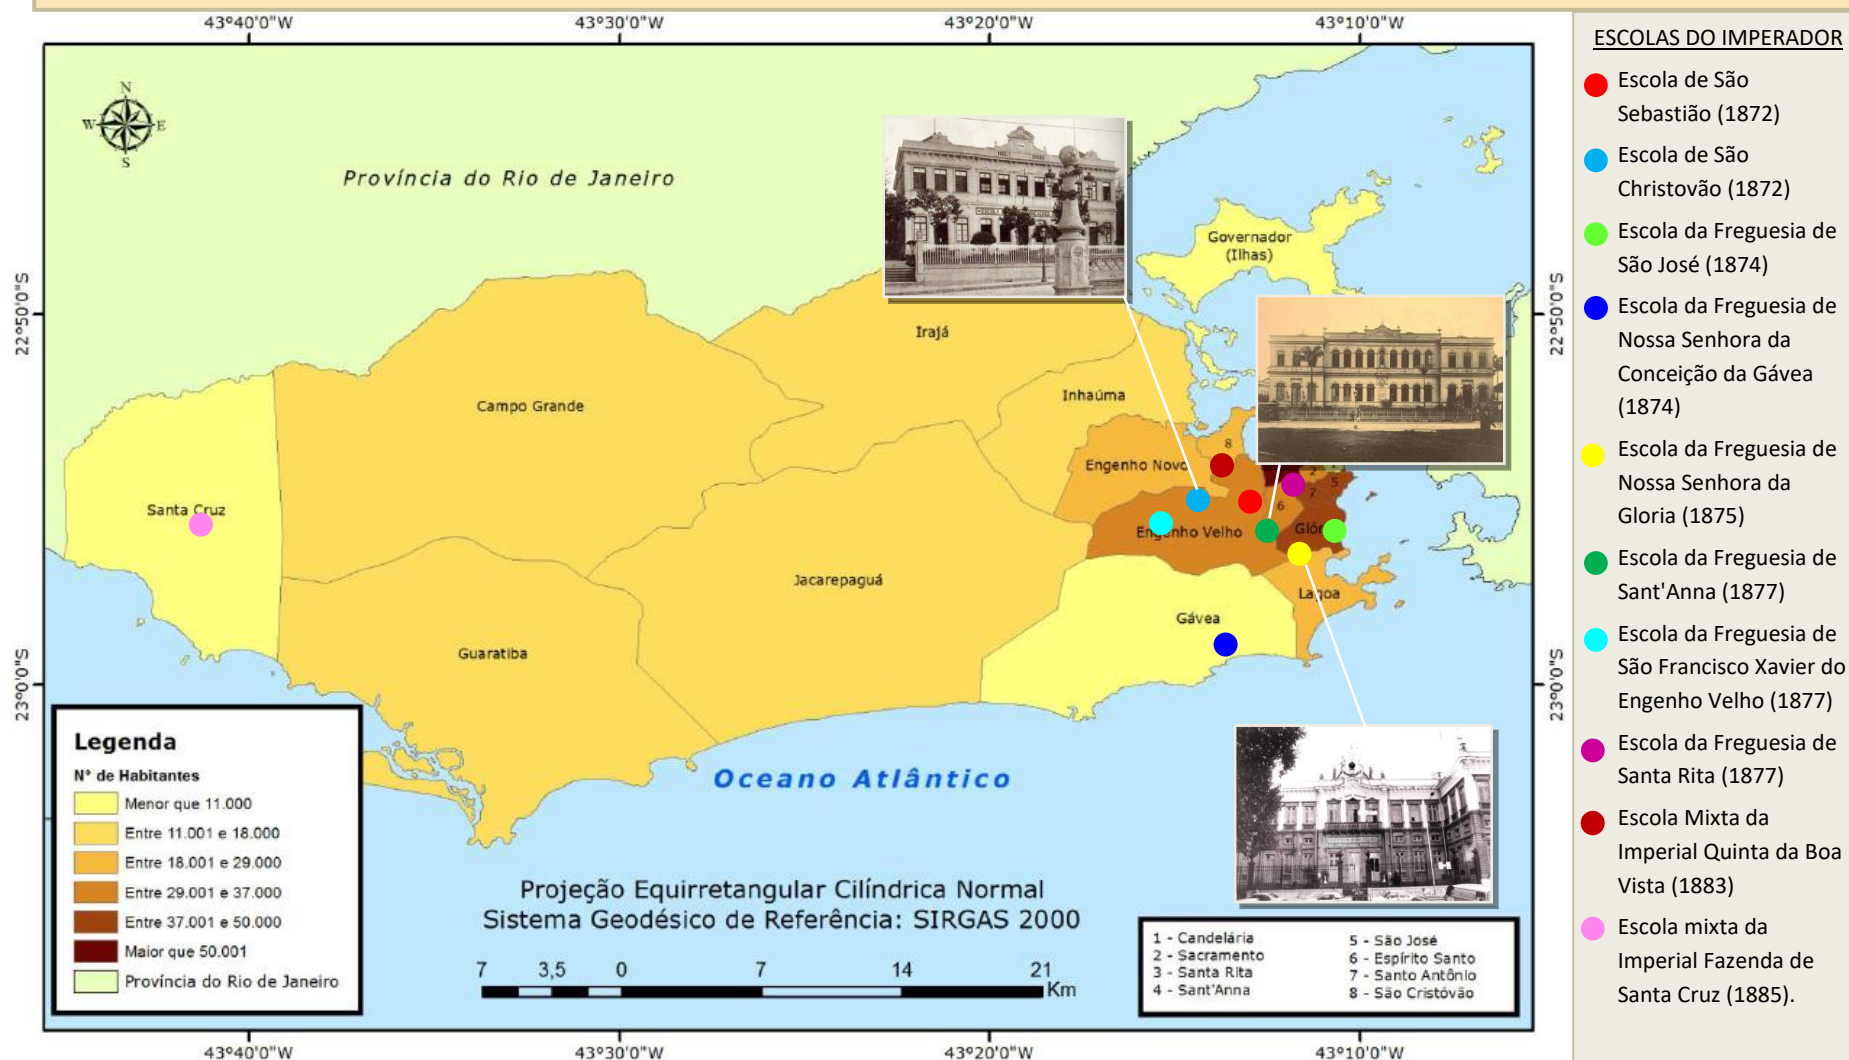 43°40'0"W 43°30'0"W 43°20'0"W 43°10'0"W
N
W E
S
Província do Rio de Janeiro
Governador
(Ilhas)
22°50'0"S 22°50'0"S
Irajá
Inhaúma
Campo Grande
8
Engenho Novo
2
5
7
Santa Cruz
6
Engenho Velho
Jacarepaguá
Lagoa
Gávea
Guaratiba
23°0'0"S 23°0'0"S
Oceano Atlântico
Legenda
N° de Habitantes
Menor que 11.000
Entre 11.001 e 18.000
Entre 18.001 e 29.000
Entre 29.001 e 37.000
Entre 37.001 e 50.000
Maior que 50.001
Província do Rio de Janeiro
Projeção Equirretangular Cilíndrica Normal
Sistema Geodésico de Referência: SIRGAS 2000
7 3,5 0 7 14 21
Km
1 - Candelária
2 - Sacramento
3 - Santa Rita
4 - Sant'Anna
5 - São José
6 - Espírito Santo
7 - Santo Antônio
8 - São Cristóvão
43°40'0"W 43°30'0"W 43°20'0"W 43°10'0"W
ESCOLAS DO IMPERADOR
Escola de São
Sebastião (1872)
Escola de São
Christovão (1872)
Escola da Freguesia de
São José (1874)
Escola da Freguesia de
Nossa Senhora da
Conceição da Gávea
(1874)
Escola da Freguesia de
Nossa Senhora da
Gloria (1875)
Escola da Freguesia de
Sant'Anna (1877)
Escola da Freguesia de
São Francisco Xavier do
Engenho Velho (1877)
Escola da Freguesia de
Santa Rita (1877)
Escola Mixta da
Imperial Quinta da Boa
Vista (1883)
Escola mixta da
Imperial Fazenda de
Santa Cruz (1885).